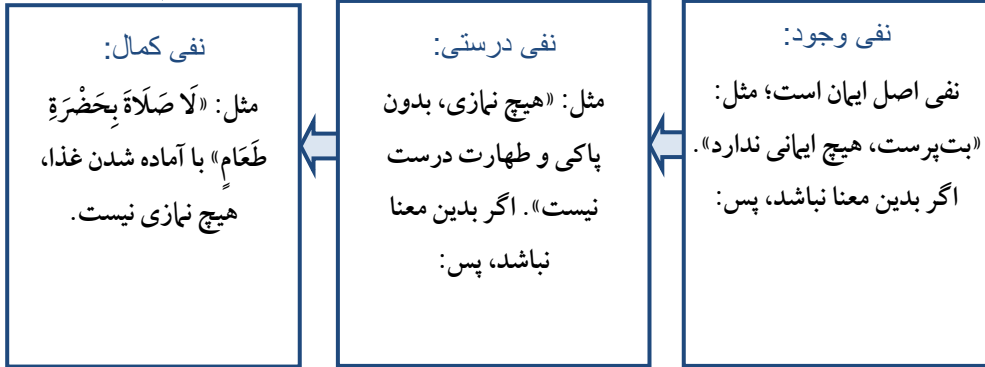 نفی وجود:
نفی اصل ایمان است؛ مثل:
«بت‌پرست، هیچ ایمانی ندارد».
اگر بدین معنا نباشد، پس:
نفی درستی:
مثل: «هیچ نمازی، بدون
پاکی و طهارت درست
نیست». اگر بدین معنا
نباشد، پس:
نفی کمال:
مثل: «لَا صَلَاةَ بِحَضْرَةِ
طَعَامٍ» با آماده شدن غذا،
هیچ نمازی نیست.